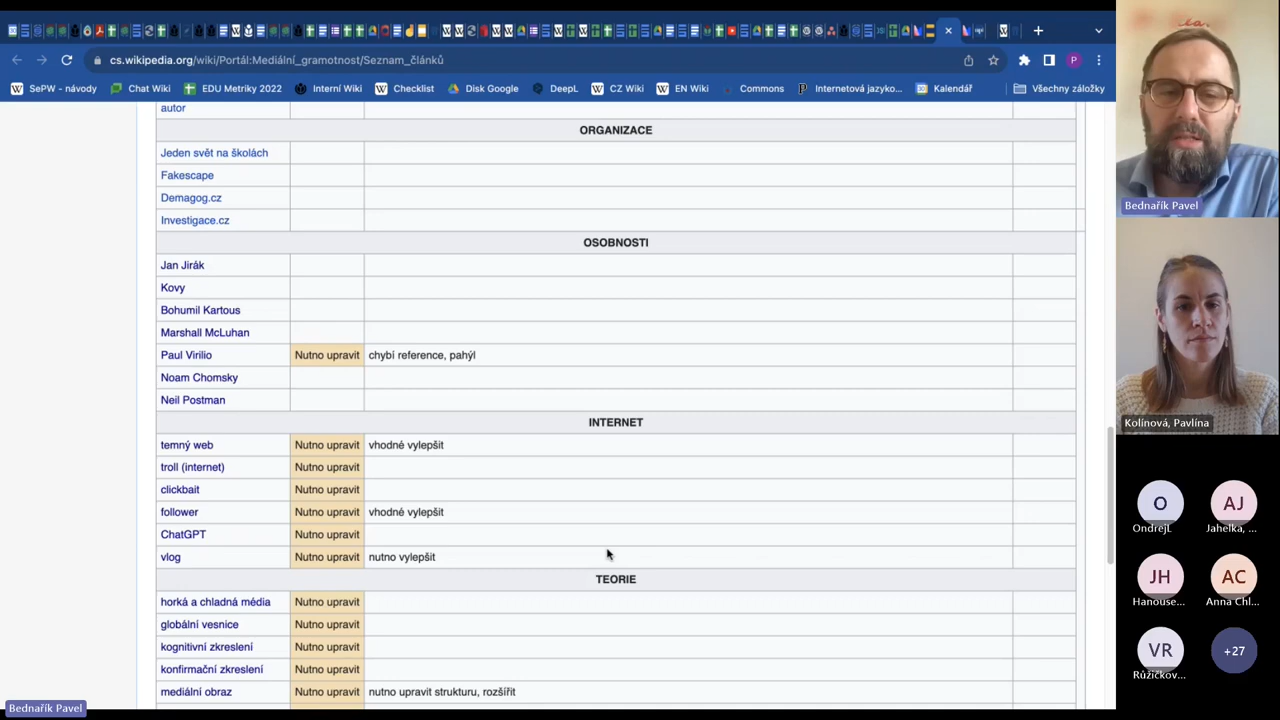 cs.wikipedia.org/wiki/Portál:Mediální_gramotnost/Seznam_článků
P
SePW - návody
Chat Wiki
EDU Metriky 2022
Interní Wiki
Checklist
Disk Google
DeepL
CZ Wiki
EN Wiki
Commons
Internetová jazyko...
Kalendář
Všechny záložky
autor
ORGANIZACE
Jeden svět na školách
Fakescape
Demagog.cz
Investigace.cz
OSOBNOSTI
Jan Jirák
Kovy
Bohumil Kartous
Marshall McLuhan
Paul Virilio Nutno upravit chybí reference, pahýl
Noam Chomsky
Neil Postman
INTERNET
temný web Nutno upravit vhodné vylepšit
troll (internet) Nutno upravit
clickbait Nutno upravit
follower Nutno upravit vhodné vylepšit
ChatGPT Nutno upravit
vlog Nutno upravit nutno vylepšit
TEORIE
horká a chladná média Nutno upravit
globální vesnice Nutno upravit
kognitivní zkreslení Nutno upravit
konfirmační zkreslení Nutno upravit
mediální obraz Nutno upravit nutno upravit strukturu, rozšířit
Bednařík Pavel
Bednařík Pavel
Kolínová, Pavlína
O
OndrejL
AJ
Jahelka, ...
JH
Hanouse...
AC
Anna Chl...
VR
Růžičkov...
+27